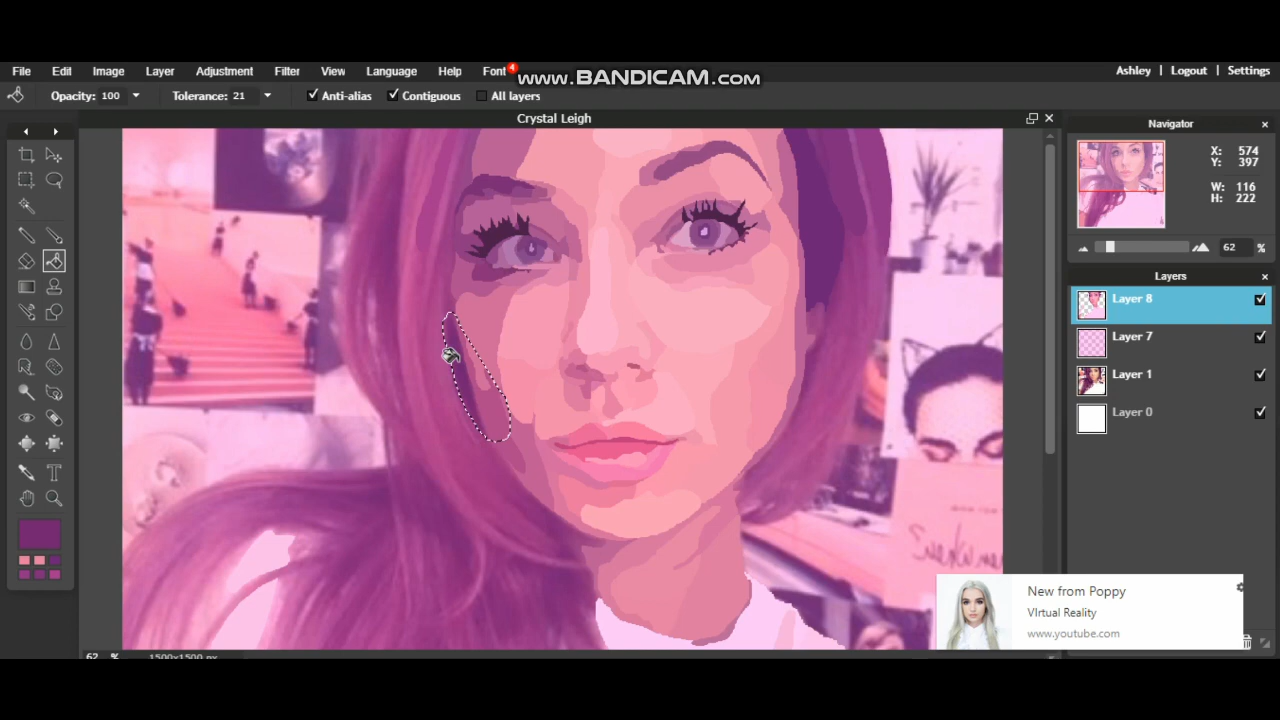 File Edit Image Layer Adjustment Filter View Language Help Font 4 www.BANDICAM.com Ashley | Logout | Settings
Opacity: 100 Tolerance: 21 Anti-alias Contiguous All layers
Crystal Leigh
Navigator
X: 574
Y: 397
W: 116
H: 222
62 %
Layers
Layer 8
Layer 7
Layer 1
Layer 0
New from Poppy
VIrtual Reality
www.youtube.com
62 % 1500x1500 px